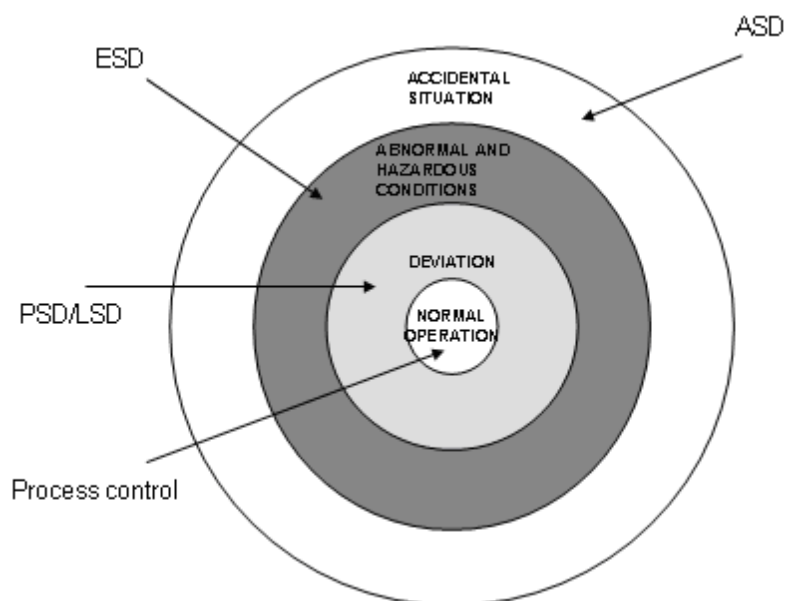 ASD
ESD
ACCIDENTAL
SITUATION
ABNORMAL AND
HAZARDOUS
CONDITIONS
DEVIATION
PSD/LSD
NORMAL
OPERATION
Process control